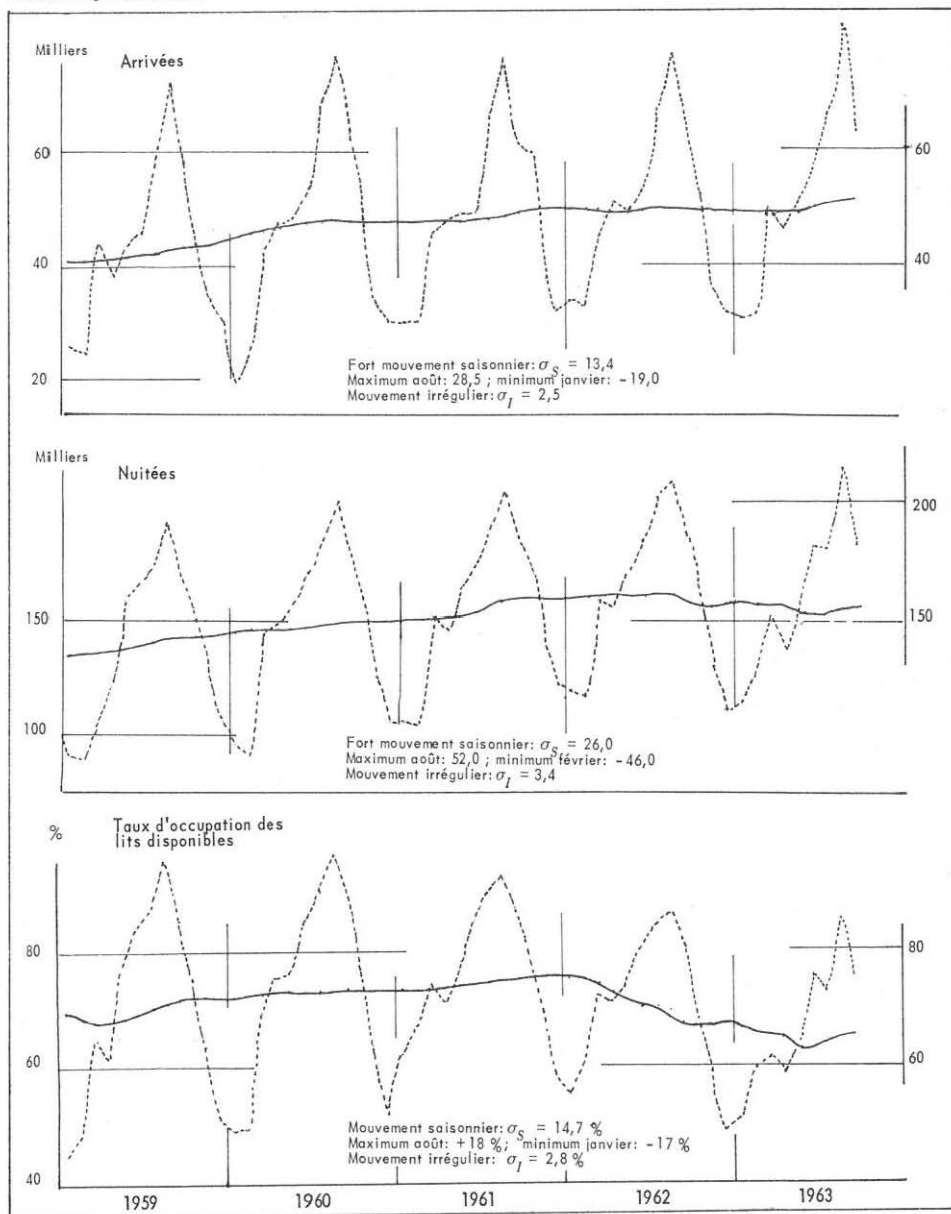 Milliers
Arrivées
60
60
40
40
20
Fort mouvement saisonnier: σS = 13,4
Maximum août: 28,5 ; minimum janvier: -19,0
Mouvement irrégulier: σI = 2,5
Milliers
Nuitées
200
150
150
100
Fort mouvement saisonnier: σS = 26,0
Maximum août: 52,0 ; minimum février: -46,0
Mouvement irrégulier: σI = 3,4
%
Taux d'occupation des
lits disponibles
80
80
60
60
40
Mouvement saisonnier: σS = 14,7 %
Maximum août: +18 %; minimum janvier: -17 %
Mouvement irrégulier: σI = 2,8 %
1959 1960 1961 1962 1963